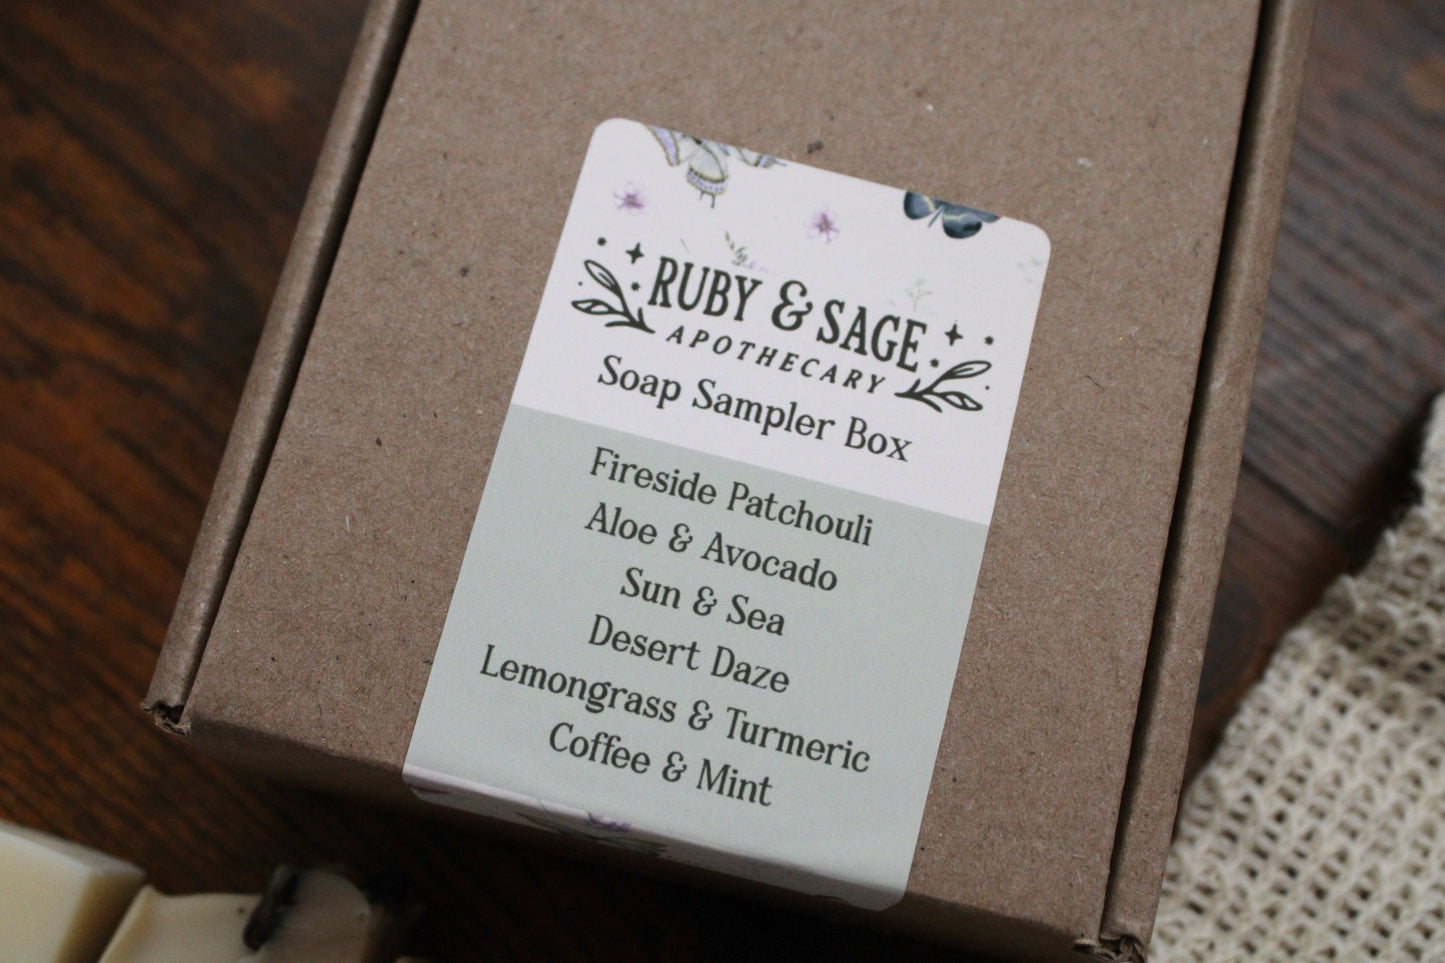 RUBY & SAGE
APOTHECARY
Soap Sampler Box
Fireside Patchouli
Aloe & Avocado
Sun & Sea
Desert Daze
Lemongrass & Turmeric
Coffee & Mint